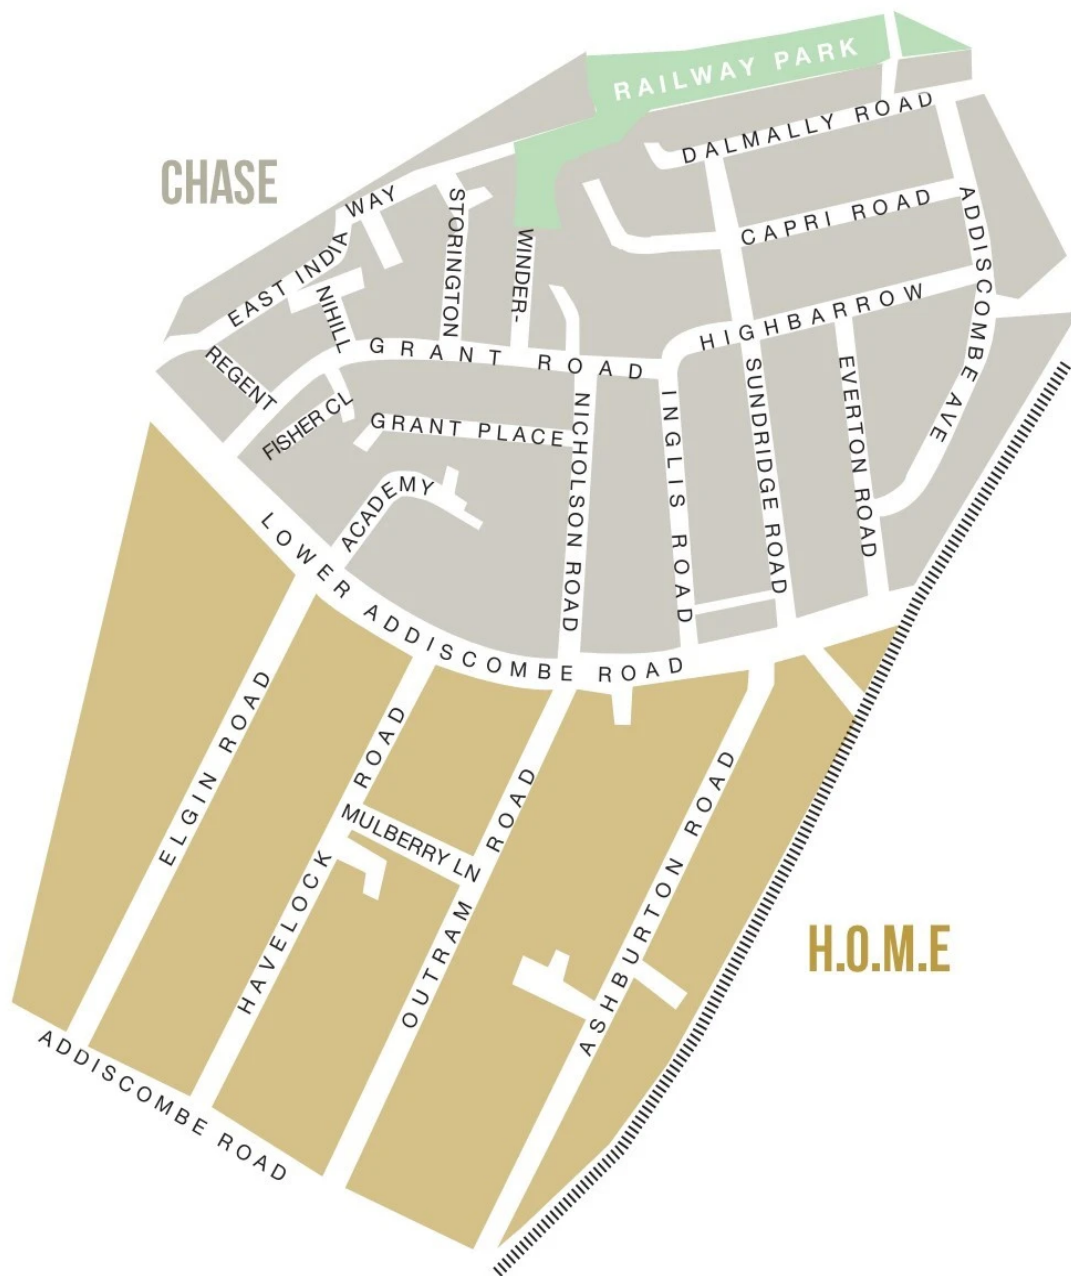 RAILWAY PARK
DALMALLY ROAD
CHASE
EAST INDIA WAY
STORINGTON
CAPRI ROAD
ADDISCOMBE AVE
WINDER-
NIHILL
HIGHBARROW
REGENT
GRANT ROAD
FISHER CL
GRANT PLACE
NICHOLSON ROAD
INGLIS ROAD
SUNDRIDGE ROAD
EVERTON ROAD
ACADEMY
LOWER ADDISCOMBE ROAD
ELGIN ROAD
HAVELOCK ROAD
MULBERRY LN
OUTRAM ROAD
ASHBURTON ROAD
H.O.M.E
ADDISCOMBE ROAD